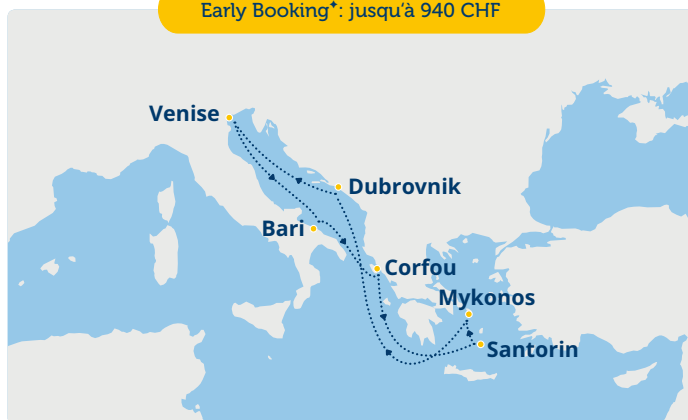 Early Booking✦: jusqu'à 940 CHF
Venise
Dubrovnik
Bari
Corfou
Mykonos
Santorin